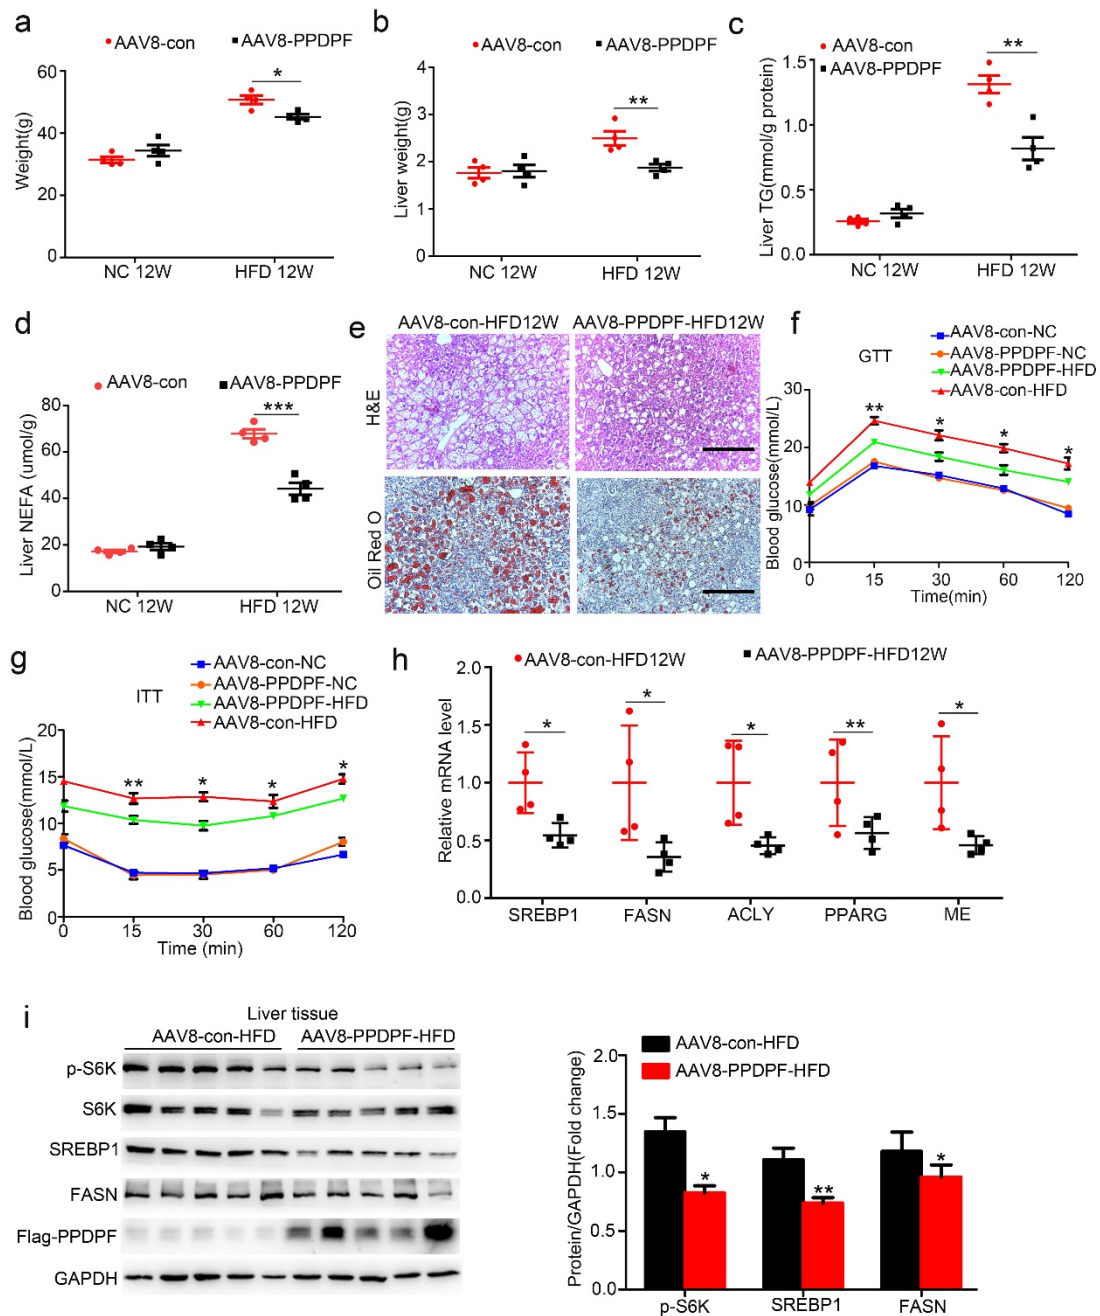 a
AAV8-con AAV8-PPDPF
*
Weight(g)
60
40
20
0
NC 12W HFD 12W
b
AAV8-con AAV8-PPDPF
**
Liver weight(g)
4
3
2
1
0
NC 12W HFD 12W
c
AAV8-con
AAV8-PPDPF
**
Liver TG(mmol/g protein)
1.5
1.0
0.5
0.0
NC 12W HFD 12W
d
AAV8-con AAV8-PPDPF
***
Liver NEFA (umol/g)
80
60
40
20
0
NC 12W HFD 12W
e
AAV8-con-HFD12W AAV8-PPDPF-HFD12W
H&E
Oil Red O
f
GTT
AAV8-con-NC
AAV8-PPDPF-NC
AAV8-PPDPF-HFD
AAV8-con-HFD
** * * *
Blood glucose(mmol/L)
30
20
10
0
0 15 30 60 120
Time(min)
g
ITT
AAV8-con-NC
AAV8-PPDPF-NC
AAV8-PPDPF-HFD
AAV8-con-HFD
** * * *
Blood glucose(mmol/L)
20
15
10
5
0
0 15 30 60 120
Time (min)
h
AAV8-con-HFD12W AAV8-PPDPF-HFD12W
* * * ** *
Relative mRNA level
2.0
1.5
1.0
0.5
0.0
SREBP1 FASN ACLY PPARG ME
i
Liver tissue
AAV8-con-HFD AAV8-PPDPF-HFD
p-S6K
S6K
SREBP1
FASN
Flag-PPDPF
GAPDH
AAV8-con-HFD
AAV8-PPDPF-HFD
* ** *
Protein/GAPDH(Fold change)
2.0
1.5
1.0
0.5
0.0
p-S6K SREBP1 FASN